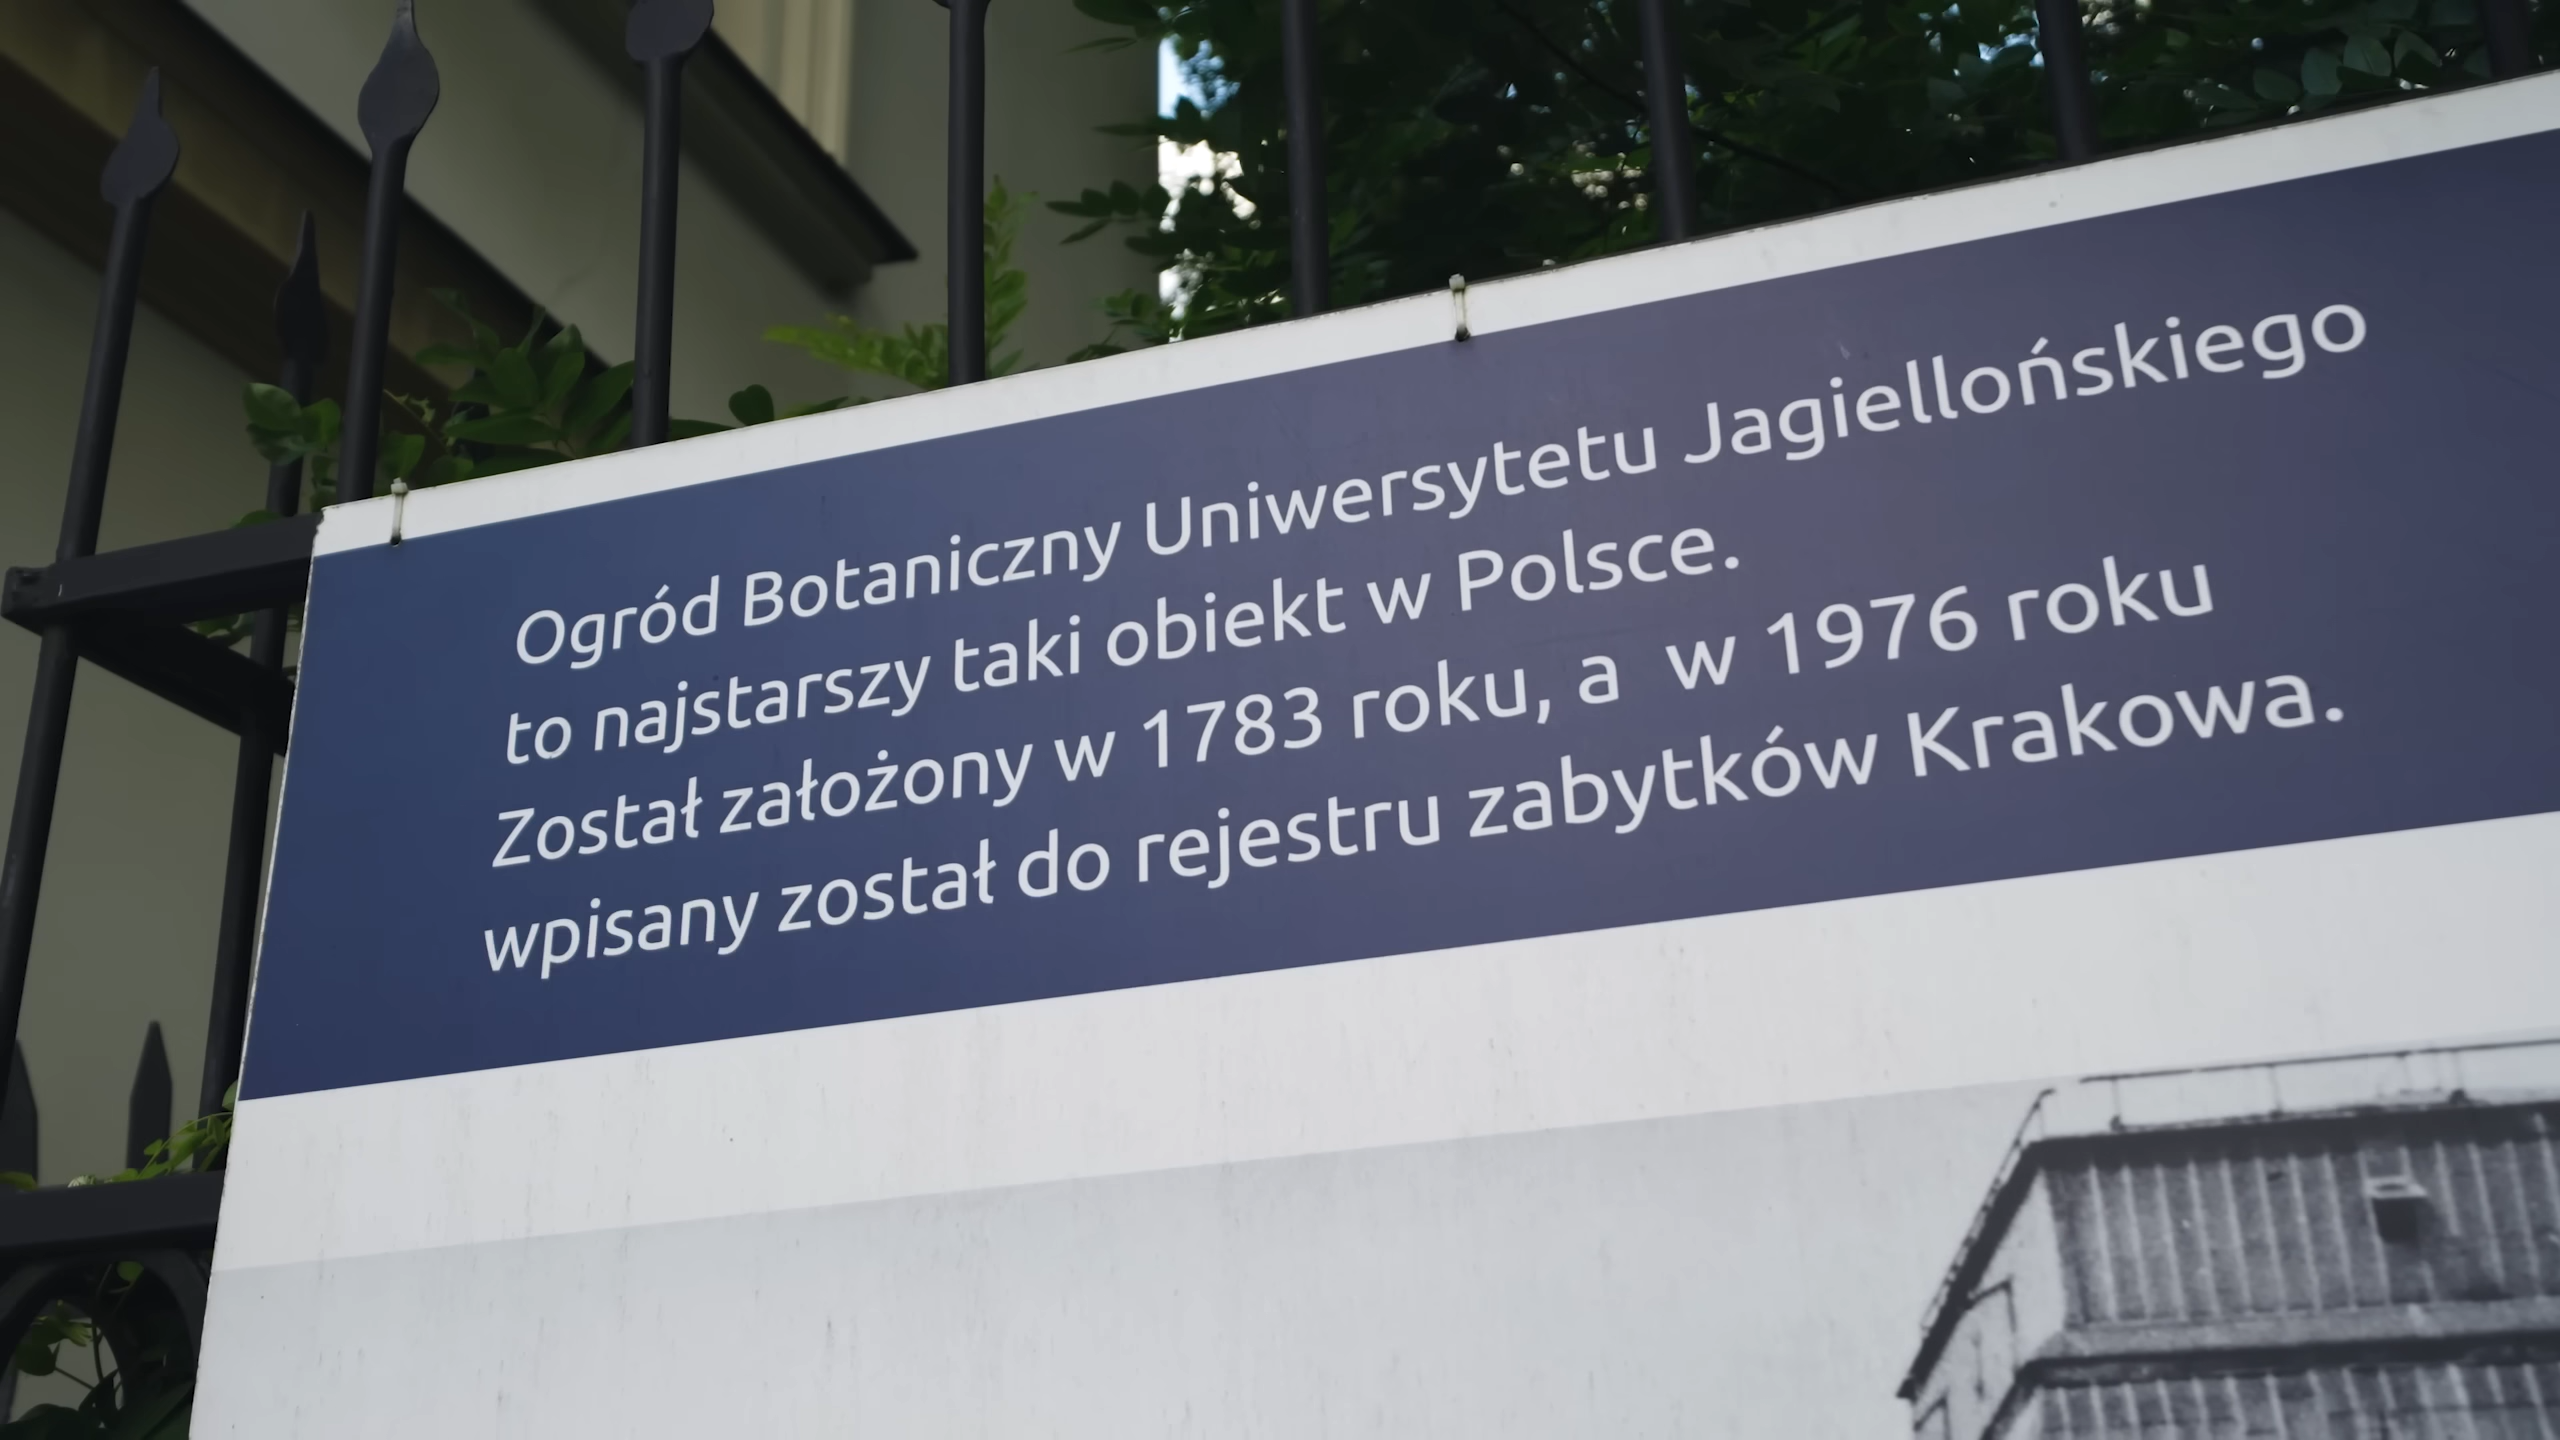 Ogród Botaniczny Uniwersytetu Jagiellońskiego
to najstarszy taki obiekt w Polsce.
Został założony w 1783 roku, a  w 1976 roku
wpisany został do rejestru zabytków Krakowa.